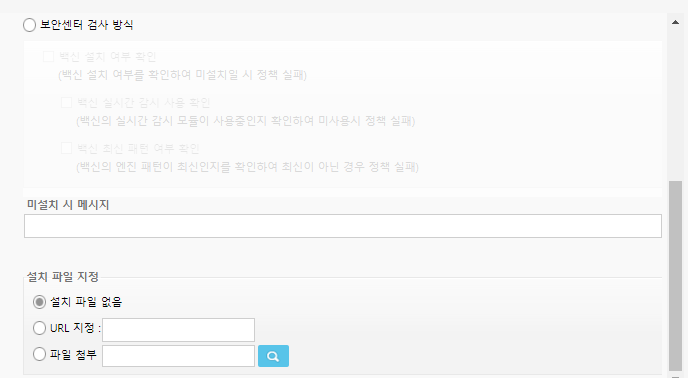 보안센터 검사 방식
백신 설치 여부 확인
(백신 설치 여부를 확인하여 미설치일 시 정책 실패)
백신 실시간 감시 사용 확인
(백신의 실시간 감시 모듈이 사용중인지 확인하여 미사용시 정책 실패)
백신 최신 패턴 여부 확인
(백신의 엔진 패턴이 최신인지를 확인하여 최신이 아닌 경우 정책 실패)
미설치 시 메시지
설치 파일 지정
설치 파일 없음
URL 지정 :
파일 첨부